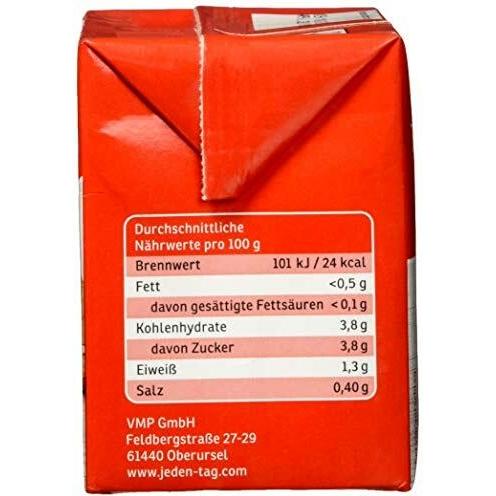 Durchschnittliche
Nährwerte pro 100 g
Brennwert 101 kJ / 24 kcal
Fett <0,5 g
davon gesättigte Fettsäuren < 0,1 g
Kohlenhydrate 3,8 g
davon Zucker 3,8 g
Eiweiß 1,3 g
Salz 0,40 g
VMP GmbH
Feldbergstraße 27-29
61440 Oberursel
www.jeden-tag.com